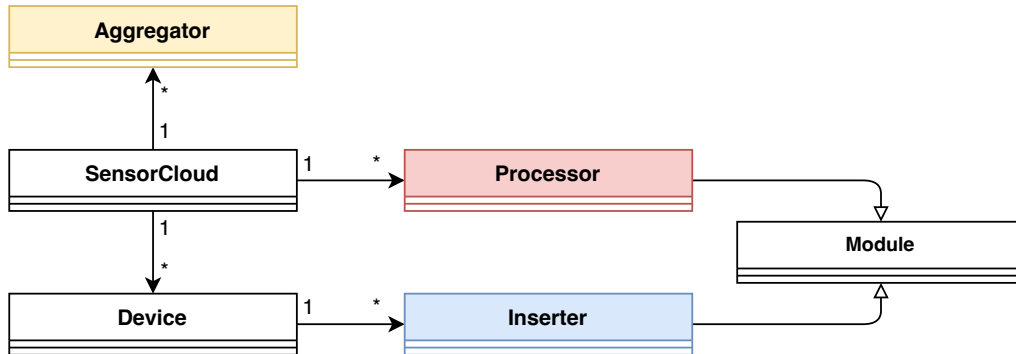 Aggregator
*
1
SensorCloud
1
*
Processor
Module
1
*
Device
1
*
Inserter